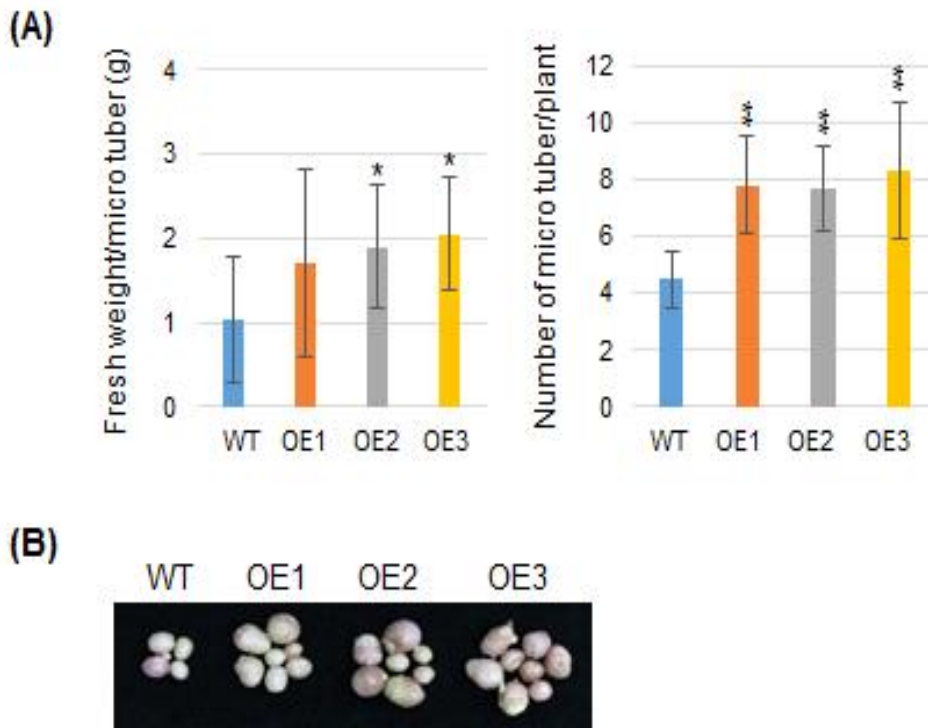 (A)
Fresh weight/micro tuber (g)
4
3
2
1
0
* *
WT OE1 OE2 OE3
Number of micro tuber/plant
12
10
8
6
4
2
0
** ** **
WT OE1 OE2 OE3
(B)
WT OE1 OE2 OE3